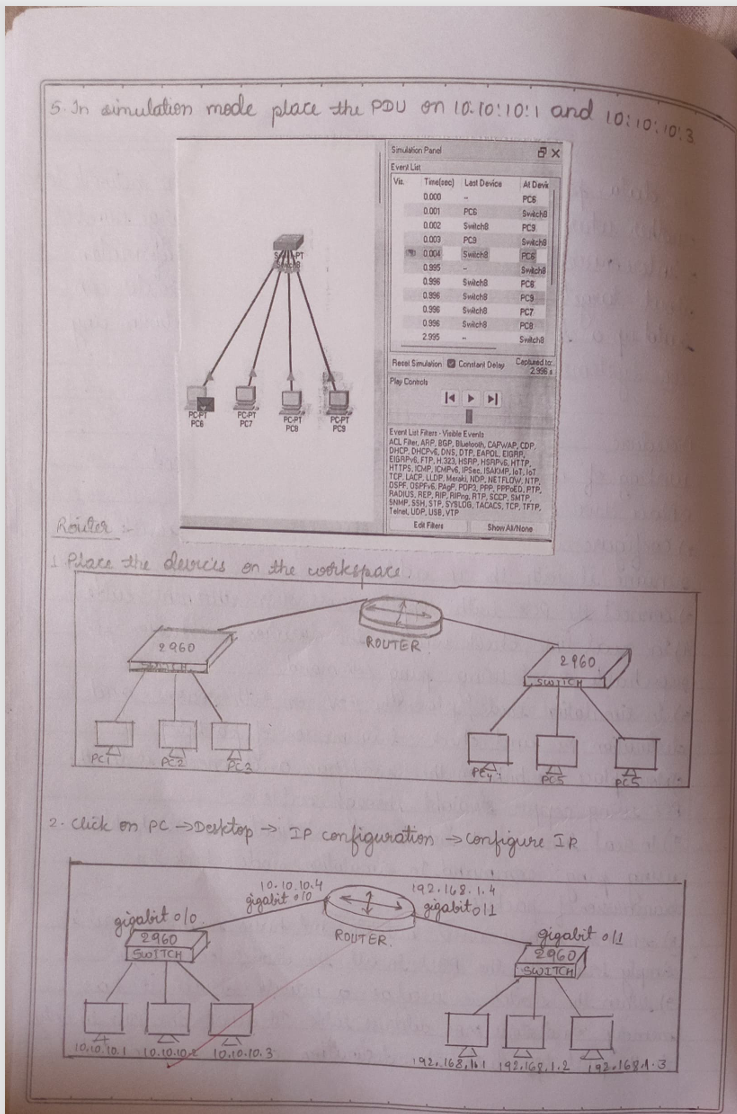 5. In simulation mode place the PDU on 10.10:10:1 and 10:10:10:3
Simulation Panel
Event List
Vis. Time(sec) Last Device At Devic
0.000 -- PC6
0.001 PC6 Switch8
0.002 Switch8 PC9
0.003 PC9 Switch8
0.004 Switch8 PC6
0.995 -- Switch8
0.996 Switch8 PC6
0.996 Switch8 PC9
0.996 Switch8 PC7
0.996 Switch8 PC8
2.995 -- Switch8
Reset Simulation Constant Delay Captured to:
2.996 s
Play Controls
PC-PT
PC6
PC-PT
PC7
PC-PT
PC8
PC-PT
PC9
Event List Filters - Visible Events
ACL Filter, ARP, BGP, Bluetooth, CAPWAP, CDP,
DHCP, DHCPv6, DNS, DTP, EAPOL, EIGRP,
EIGRPv6, FTP, H.323, HSRP, HSRPv6, HTTP,
HTTPS, ICMP, ICMPv6, IPSec, ISAKMP, IoT, IoT
TCP, LACP, LLDP, Meraki, NDP, NETFLOW, NTP,
OSPF, OSPFv6, PAgP, POP3, PPP, PPPoED, PTP,
RADIUS, REP, RIP, RIPng, RTP, SCCP, SMTP,
SNMP, SSH, STP, SYSLOG, TACACS, TCP, TFTP,
Telnet, UDP, USB, VTP
Edit Filters Show All/None
Router :-
1. Place the devices on the workspace.
ROUTER
2960
SWITCH
2960
SWITCH
PC1 PC2 PC3
PC4 PC5 PC5
2. Click on PC → Desktop → IP configuration → Configure IP
10.10.10.4 192.168.1.4
gigabit 0/0 gigabit 0/1
gigabit 0/0 ROUTER. gigabit 0/1
2960
SWITCH
2960
SWITCH
10.10.10.1 10.10.10.2 10.10.10.3
192.168.1.1 192.168.1.2 192.168.1.3